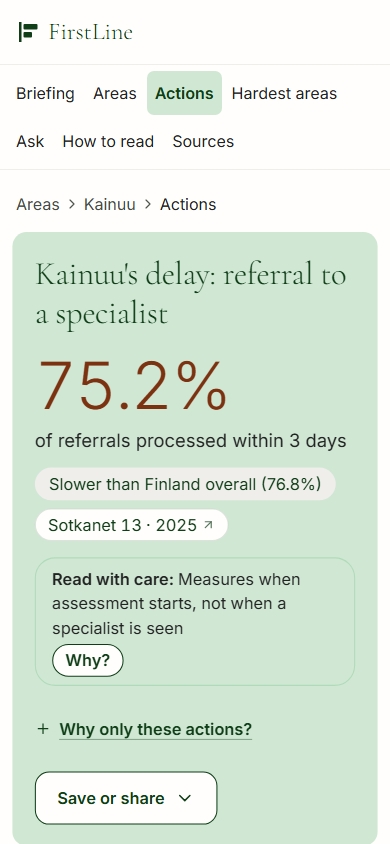 FirstLine
Briefing Areas Actions Hardest areas
Ask How to read Sources
Areas > Kainuu > Actions
Kainuu's delay: referral to
a specialist
75.2%
of referrals processed within 3 days
Slower than Finland overall (76.8%)
Sotkanet 13 · 2025 ↗
Read with care: Measures when
assessment starts, not when a
specialist is seen
Why?
+ Why only these actions?
Save or share